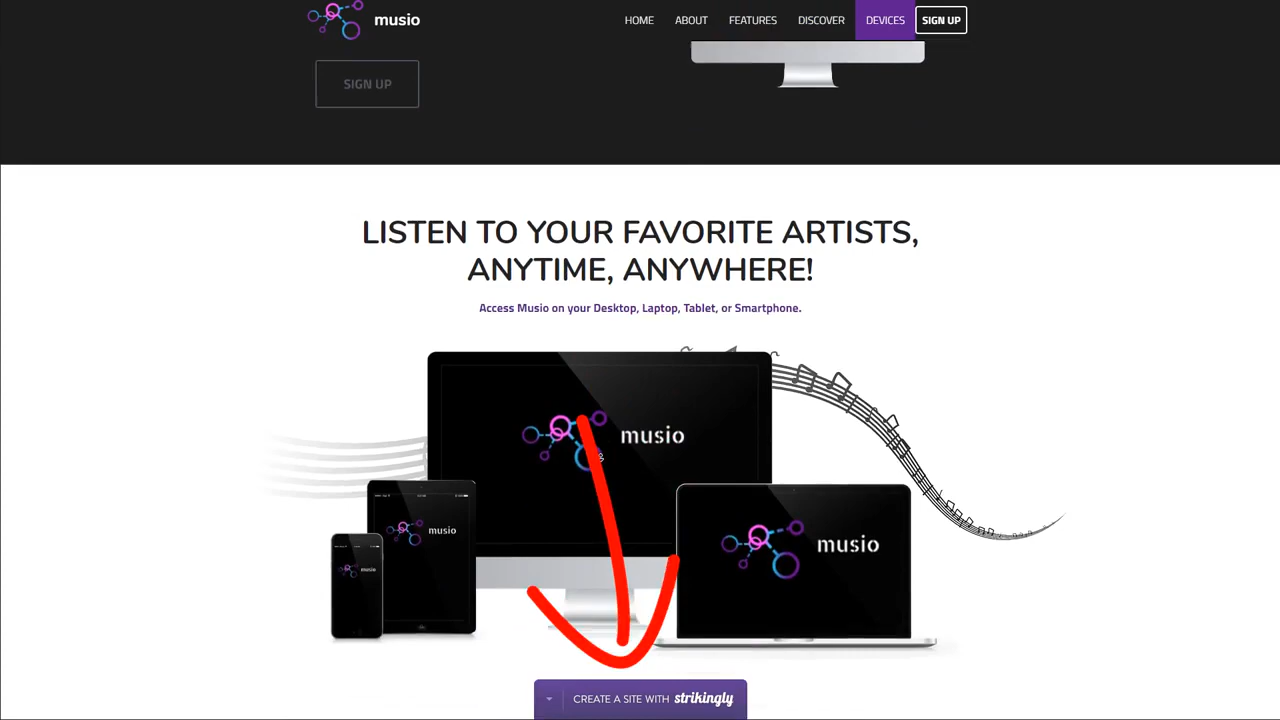 musio
HOME
ABOUT
FEATURES
DISCOVER
DEVICES
SIGN UP
SIGN UP
LISTEN TO YOUR FAVORITE ARTISTS,
ANYTIME, ANYWHERE!
Access Musio on your Desktop, Laptop, Tablet, or Smartphone.
musio
musio
musio
musio
CREATE A SITE WITH strikingly